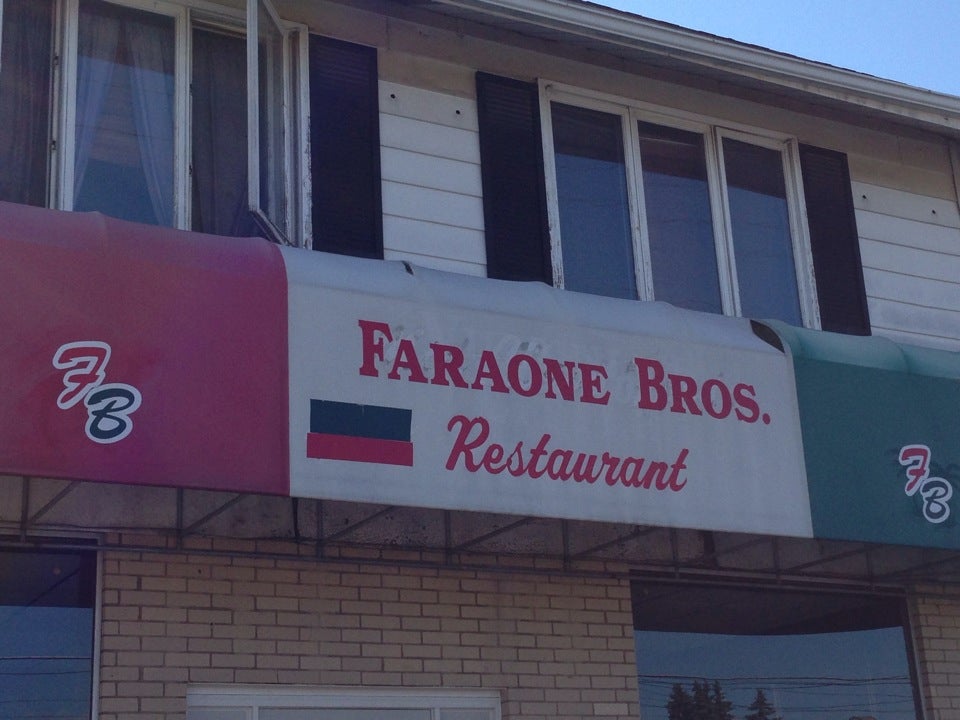 FARAONE BROS.
Restaurant
FB
FB